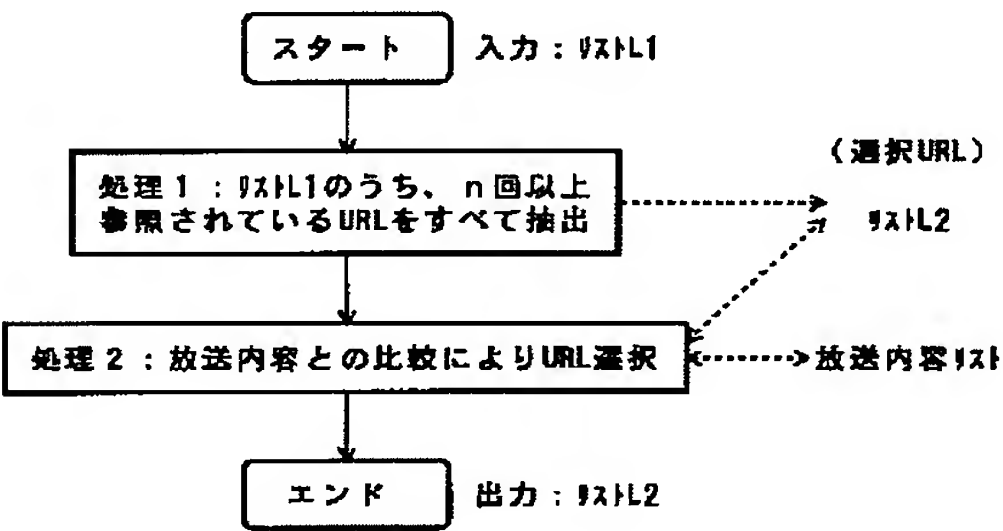 スタート
入力：ﾘｽﾄL1
（選択URL）
処理1：ﾘｽﾄL1のうち、n回以上
参照されているURLをすべて抽出
ﾘｽﾄL2
処理2：放送内容との比較によりURL選択
放送内容ﾘｽﾄ
エンド
出力：ﾘｽﾄL2